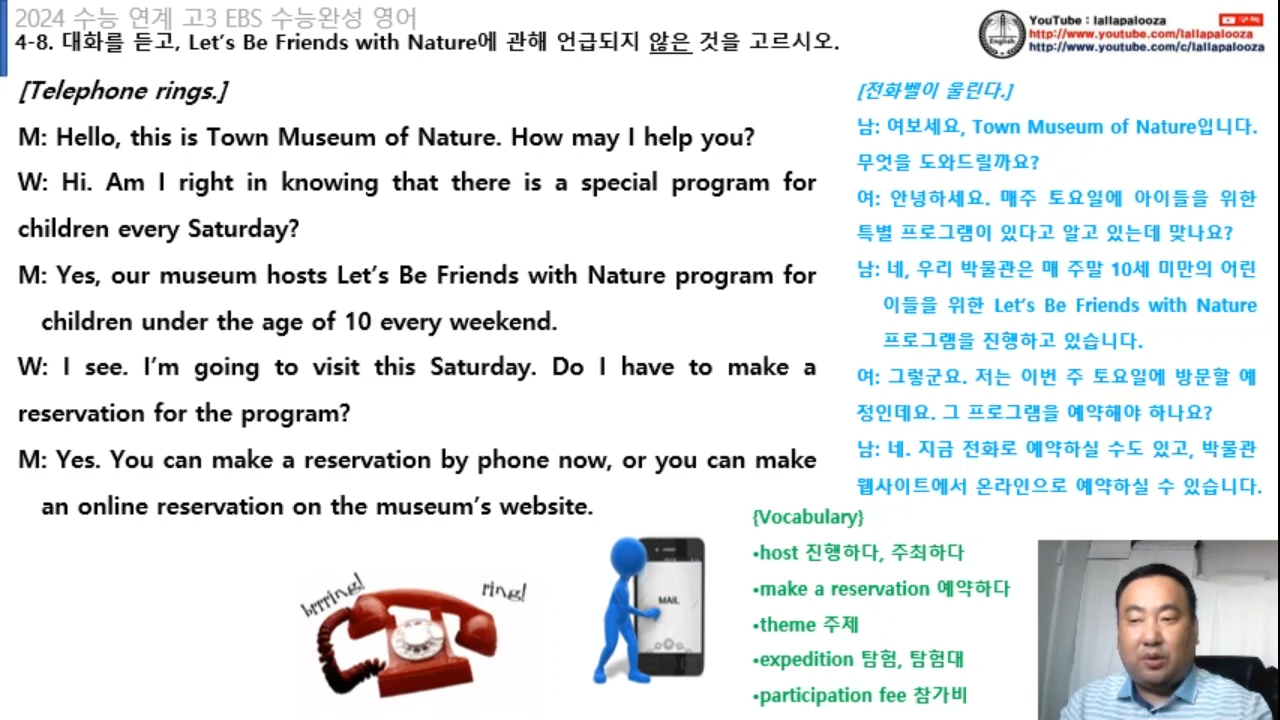 2024 수능 연계 고3 EBS 수능완성 영어
4-8. 대화를 듣고, Let's Be Friends with Nature에 관해 언급되지 않은 것을 고르시오.
English
YouTube : lallapalooza
구독
http://www.youtube.com/lallapalooza
http://www.youtube.com/c/lallapalooza
[Telephone rings.]
M: Hello, this is Town Museum of Nature. How may I help you?
W: Hi. Am I right in knowing that there is a special program for
children every Saturday?
M: Yes, our museum hosts Let's Be Friends with Nature program for
children under the age of 10 every weekend.
W: I see. I'm going to visit this Saturday. Do I have to make a
reservation for the program?
M: Yes. You can make a reservation by phone now, or you can make
an online reservation on the museum's website.
[전화벨이 울린다.]
남: 여보세요, Town Museum of Nature입니다.
무엇을 도와드릴까요?
여: 안녕하세요. 매주 토요일에 아이들을 위한
특별 프로그램이 있다고 알고 있는데 맞나요?
남: 네, 우리 박물관은 매 주말 10세 미만의 어린
이들을 위한 Let's Be Friends with Nature
프로그램을 진행하고 있습니다.
여: 그렇군요. 저는 이번 주 토요일에 방문할 예
정인데요. 그 프로그램을 예약해야 하나요?
남: 네. 지금 전화로 예약하실 수도 있고, 박물관
웹사이트에서 온라인으로 예약하실 수 있습니다.
{Vocabulary}
•host 진행하다, 주최하다
•make a reservation 예약하다
•theme 주제
•expedition 탐험, 탐험대
•participation fee 참가비
brrring!
ring!
MAIL